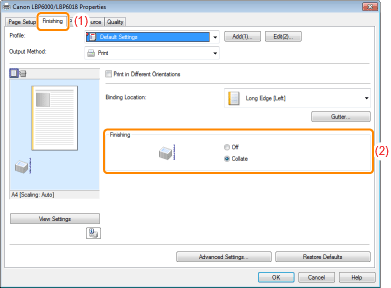 Canon LBP6000/LBP6018 Properties
Page Setup Finishing (1) ource Quality
Profile: Default Settings Add(1)... Edit(2)...
Output Method: Print
Print in Different Orientations
Binding Location: Long Edge [Left]
Gutter...
Finishing
Off
Collate
(2)
A4 [Scaling: Auto]
View Settings
Advanced Settings... Restore Defaults
OK Cancel Help